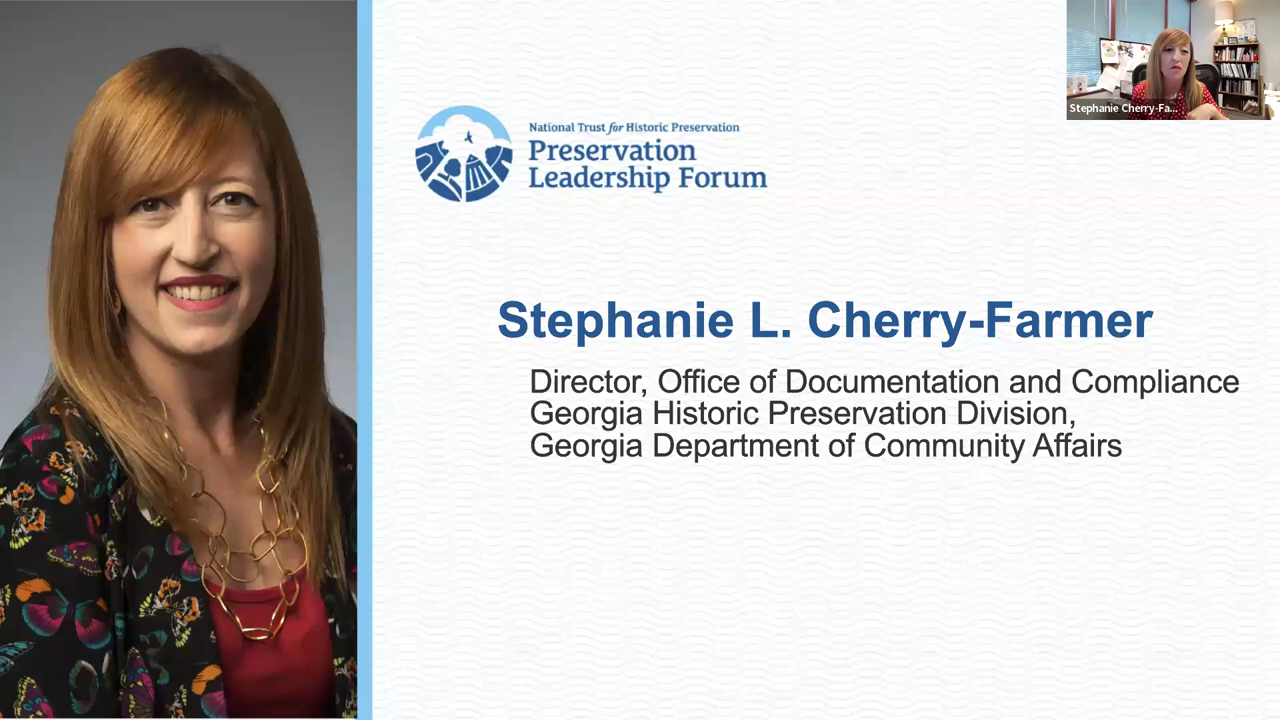 Stephanie Cherry-Fa...
National Trust for Historic Preservation
Preservation
Leadership Forum
Stephanie L. Cherry-Farmer
Director, Office of Documentation and Compliance
Georgia Historic Preservation Division,
Georgia Department of Community Affairs